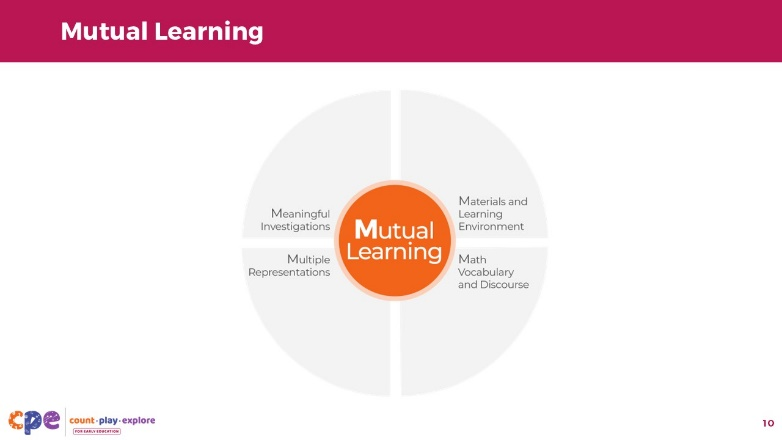 Mutual Learning
Meaningful
Investigations
Materials and
Learning
Environment
Mutual
Learning
Multiple
Representations
Math
Vocabulary
and Discourse
cpe
count·play·explore
FOR EARLY EDUCATION
10